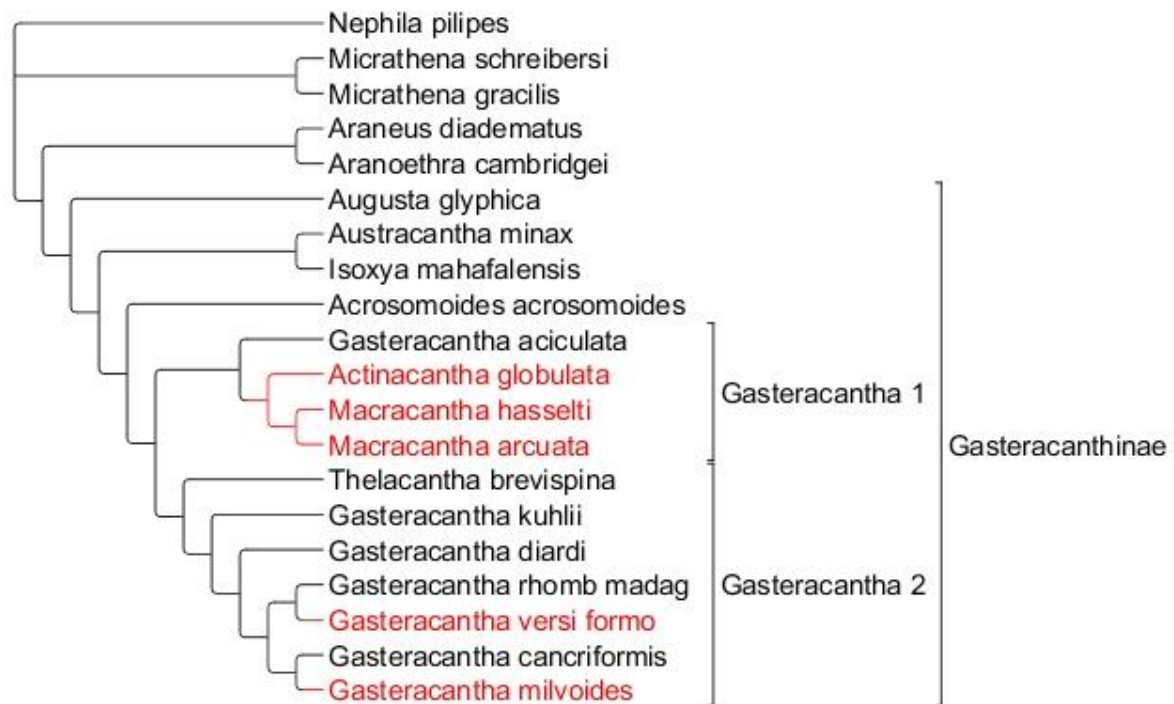 Nephila pilipes
Micrathena schreibersi
Micrathena gracilis
Araneus diadematus
Aranoethra cambridgei
Augusta glyphica
Austracantha minax
Isoxya mahafalensis
Acrosomoides acrosomoides
Gasteracantha aciculata
Actinacantha globulata
Macracantha hasselti
Macracantha arcuata
Thelacantha brevispina
Gasteracantha kuhlii
Gasteracantha diardi
Gasteracantha rhomb madag
Gasteracantha versi formo
Gasteracantha cancriformis
Gasteracantha milvoides
Gasteracantha 1
Gasteracantha 2
Gasteracanthinae